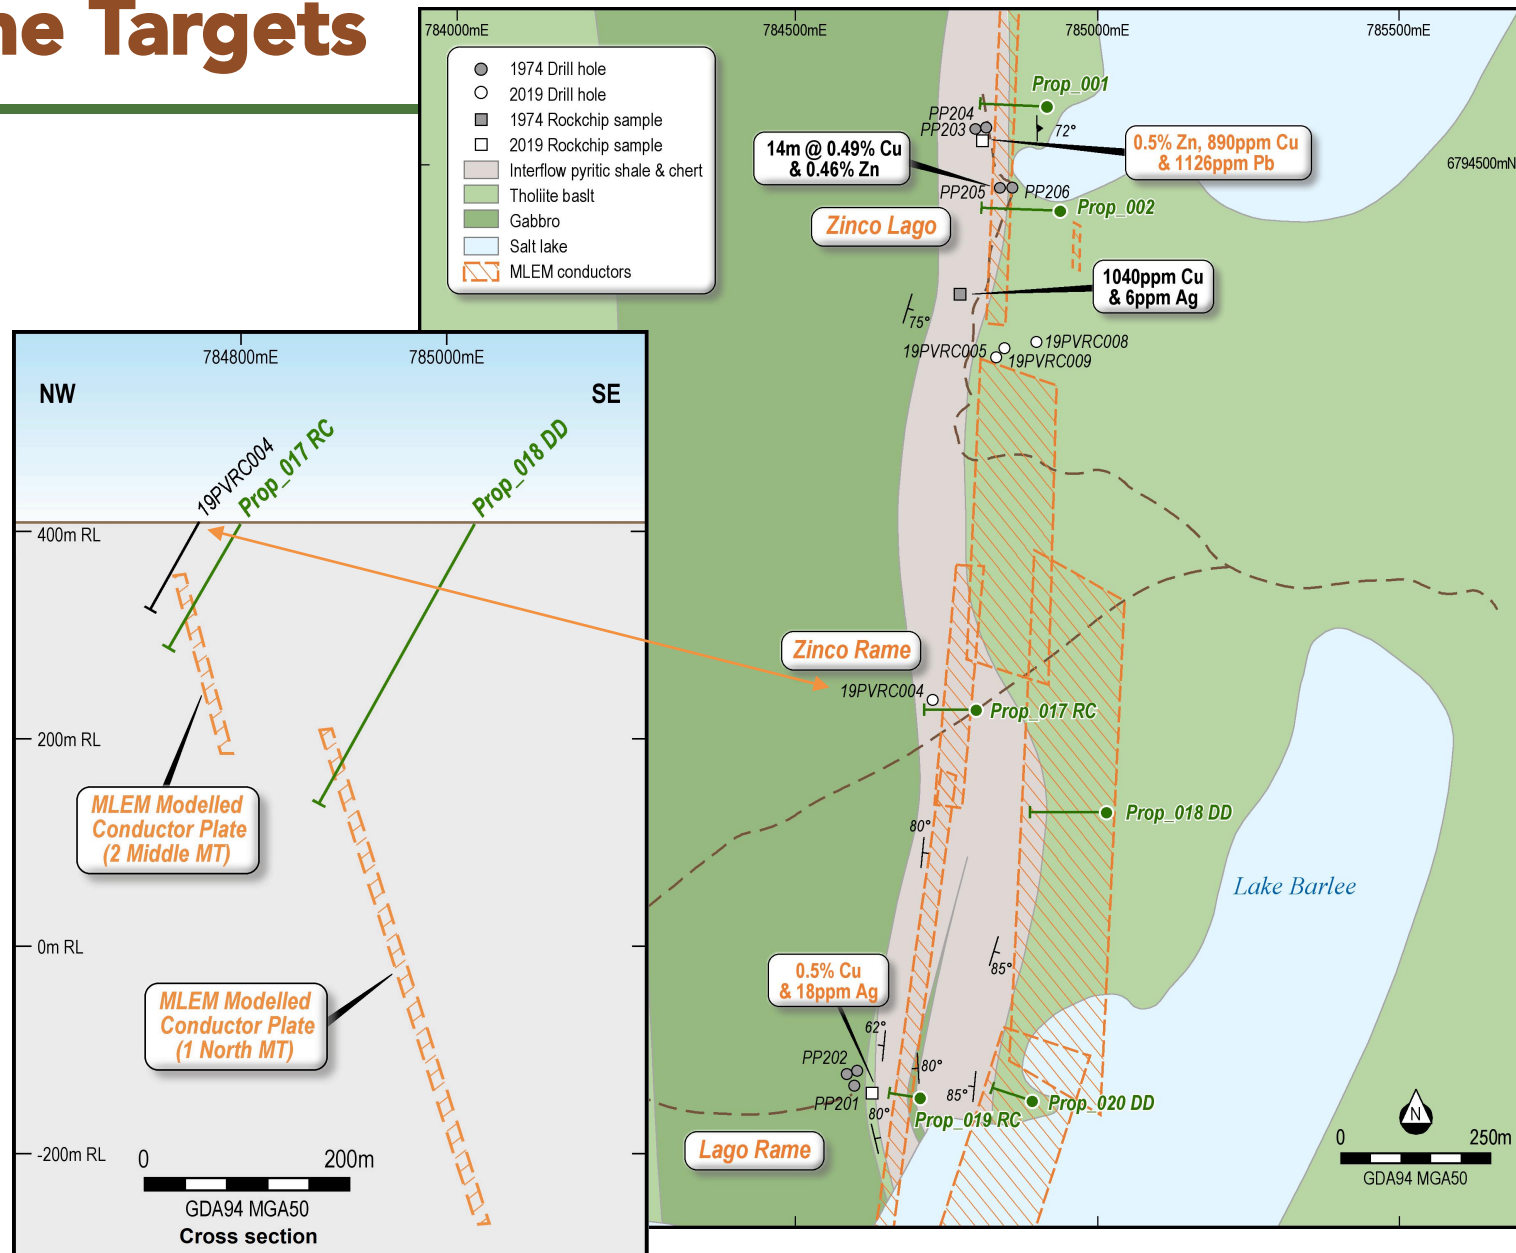 ne Targets
784000mE
784500mE
785000mE
785500mE
6794500mN
1974 Drill hole
2019 Drill hole
1974 Rockchip sample
2019 Rockchip sample
Interflow pyritic shale & chert
Tholiite baslt
Gabbro
Salt lake
MLEM conductors
Prop_001
PP204
PP203
72°
14m @ 0.49% Cu
& 0.46% Zn
0.5% Zn, 890ppm Cu
& 1126ppm Pb
PP205
PP206
Prop_002
Zinco Lago
1040ppm Cu
& 6ppm Ag
75°
19PVRC005
19PVRC008
19PVRC009
Zinco Rame
19PVRC004
Prop_017 RC
Prop_018 DD
80°
Lake Barlee
85°
0.5% Cu
& 18ppm Ag
62°
PP202
PP201
80°
80°
85°
Prop_019 RC
Prop_020 DD
Lago Rame
N
0
250m
GDA94 MGA50
784800mE
785000mE
NW
SE
19PVRC004
Prop_017 RC
Prop_018 DD
400m RL
200m RL
MLEM Modelled
Conductor Plate
(2 Middle MT)
0m RL
MLEM Modelled
Conductor Plate
(1 North MT)
-200m RL
0
200m
GDA94 MGA50
Cross section